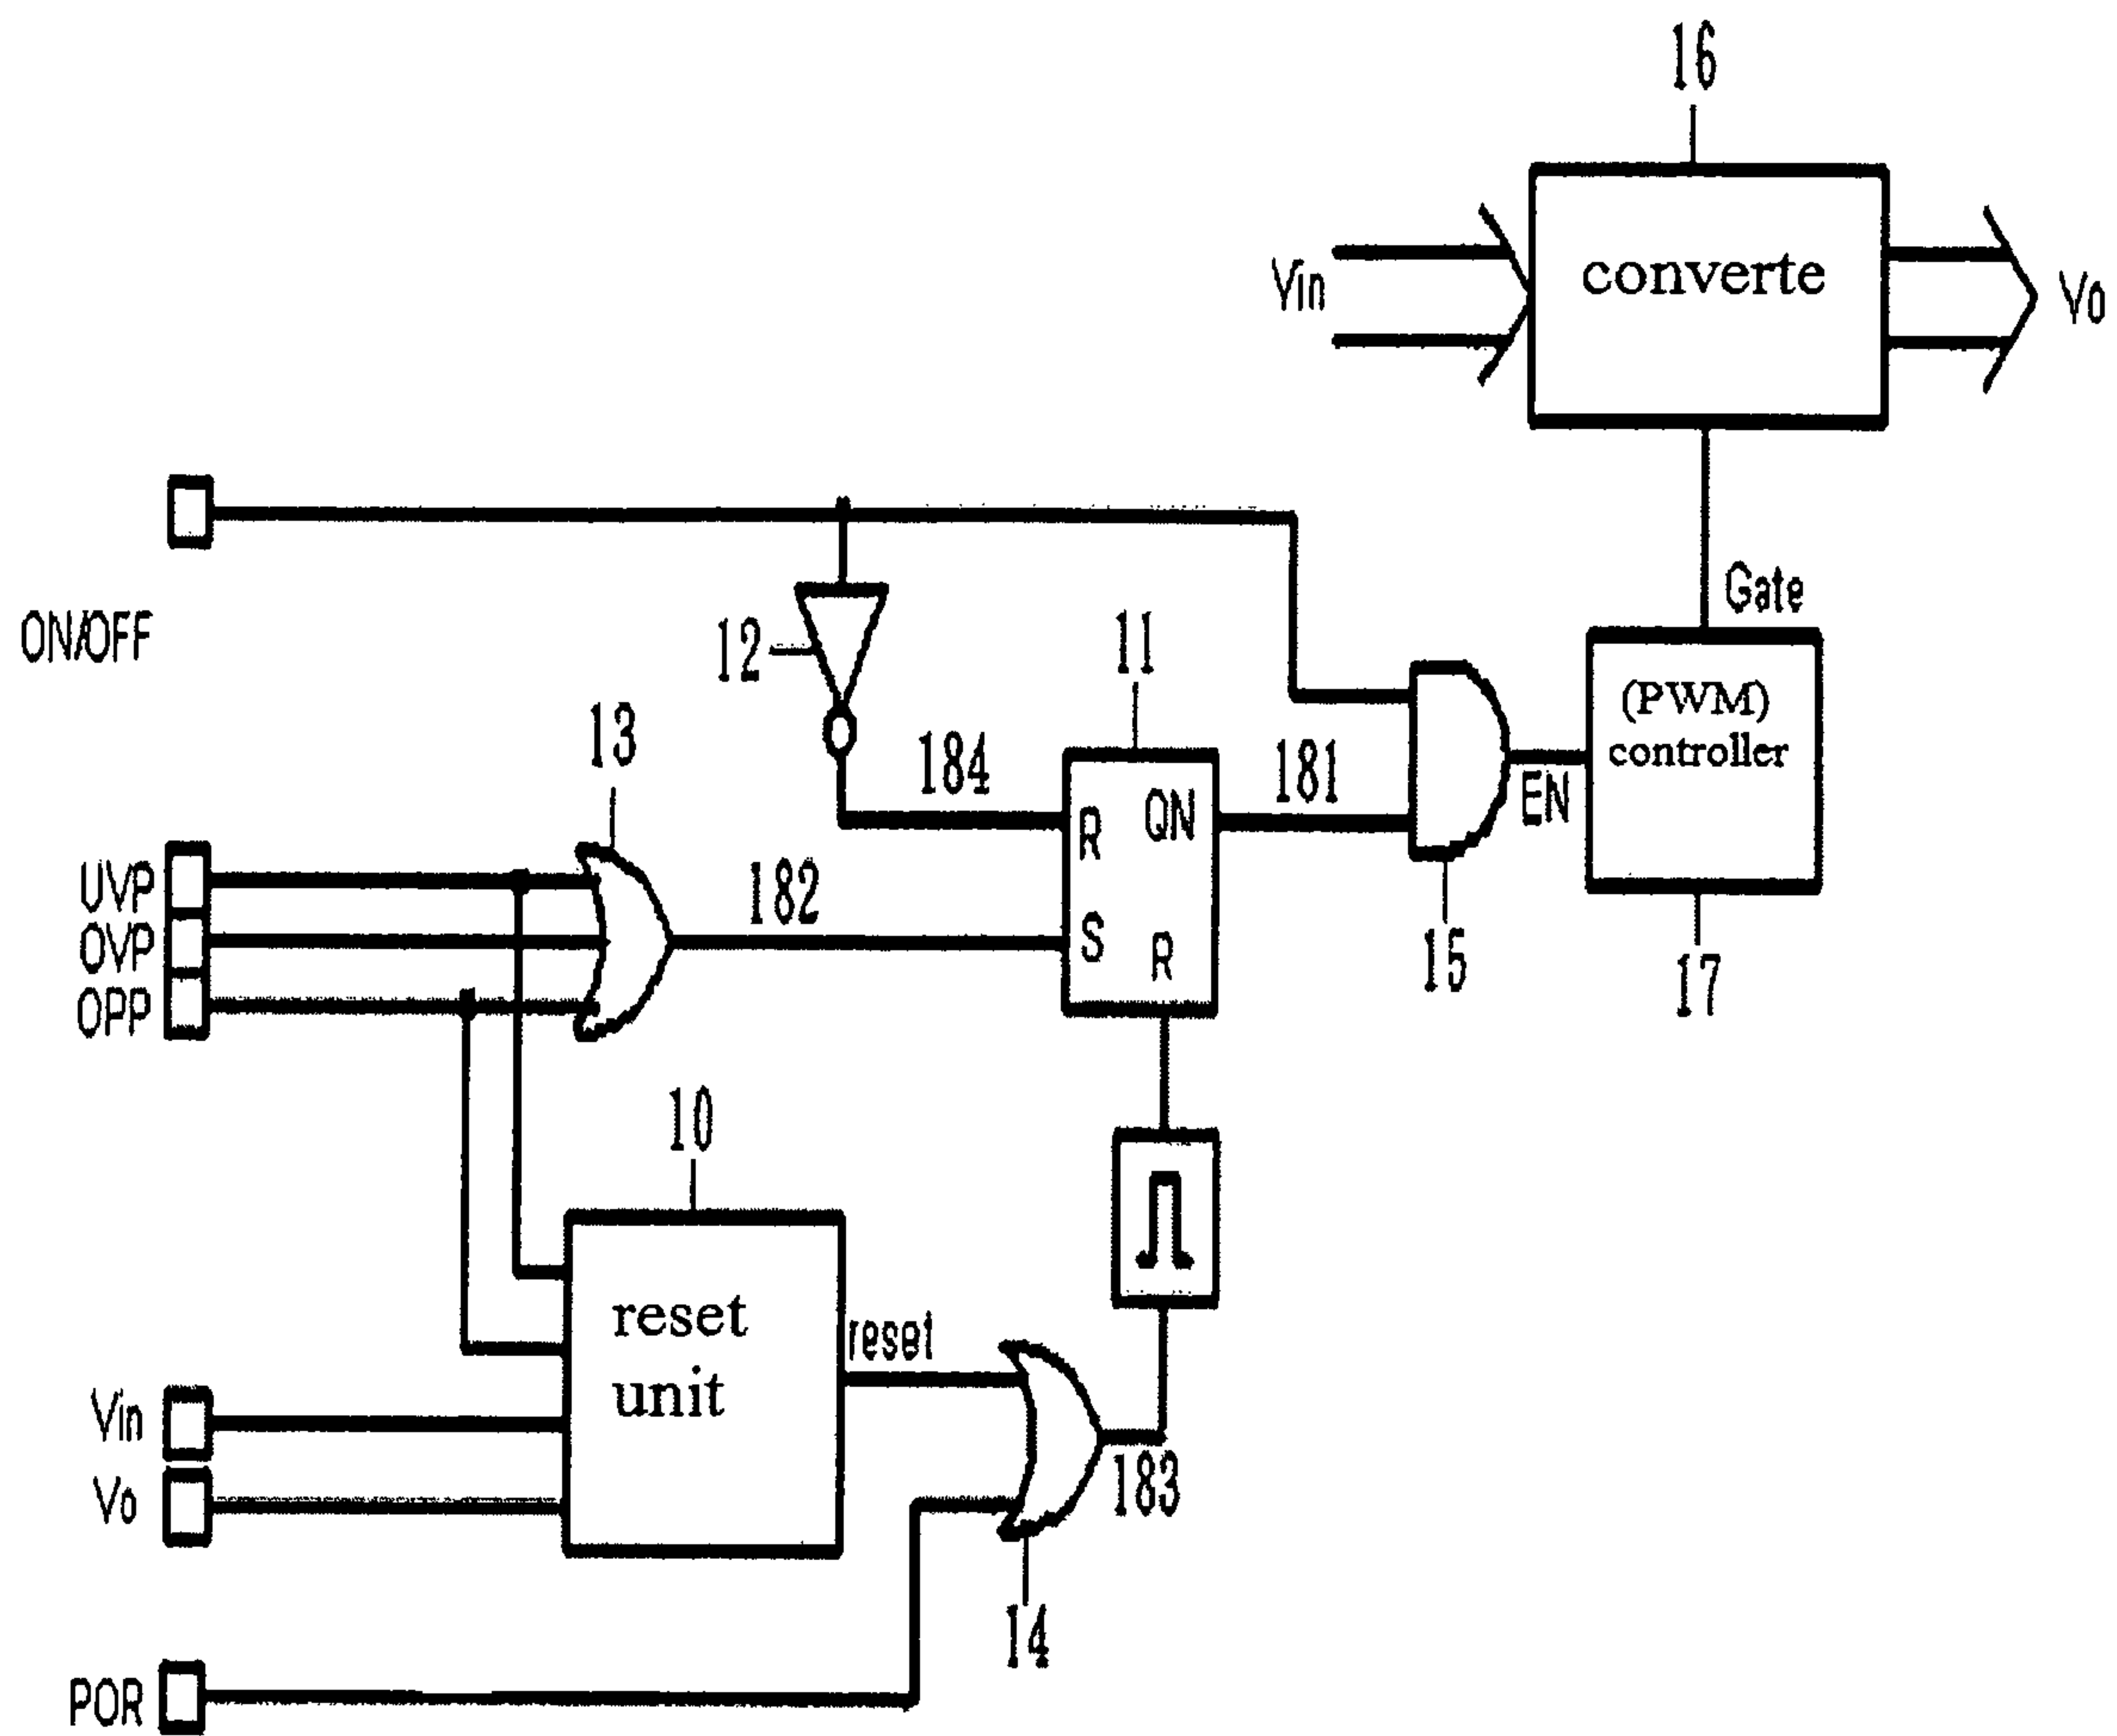 16
Vin
converte
Vo
Gate
ON/OFF
12
11
(PWM)
controller
13
184
181
R
QN
EN
UVP
182
OVP
S
R
15
17
OPP
10
reset
unit
reset
Vin
183
Vo
14
POR